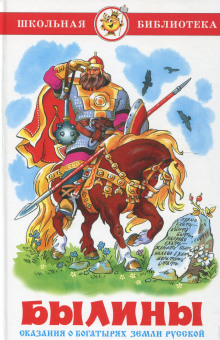 ШКОЛЬНАЯ
БИБЛИОТЕКА
БЫЛИНЫ
СКАЗАНИЯ О БОГАТЫРЯХ ЗЕМЛИ РУССКОЙ